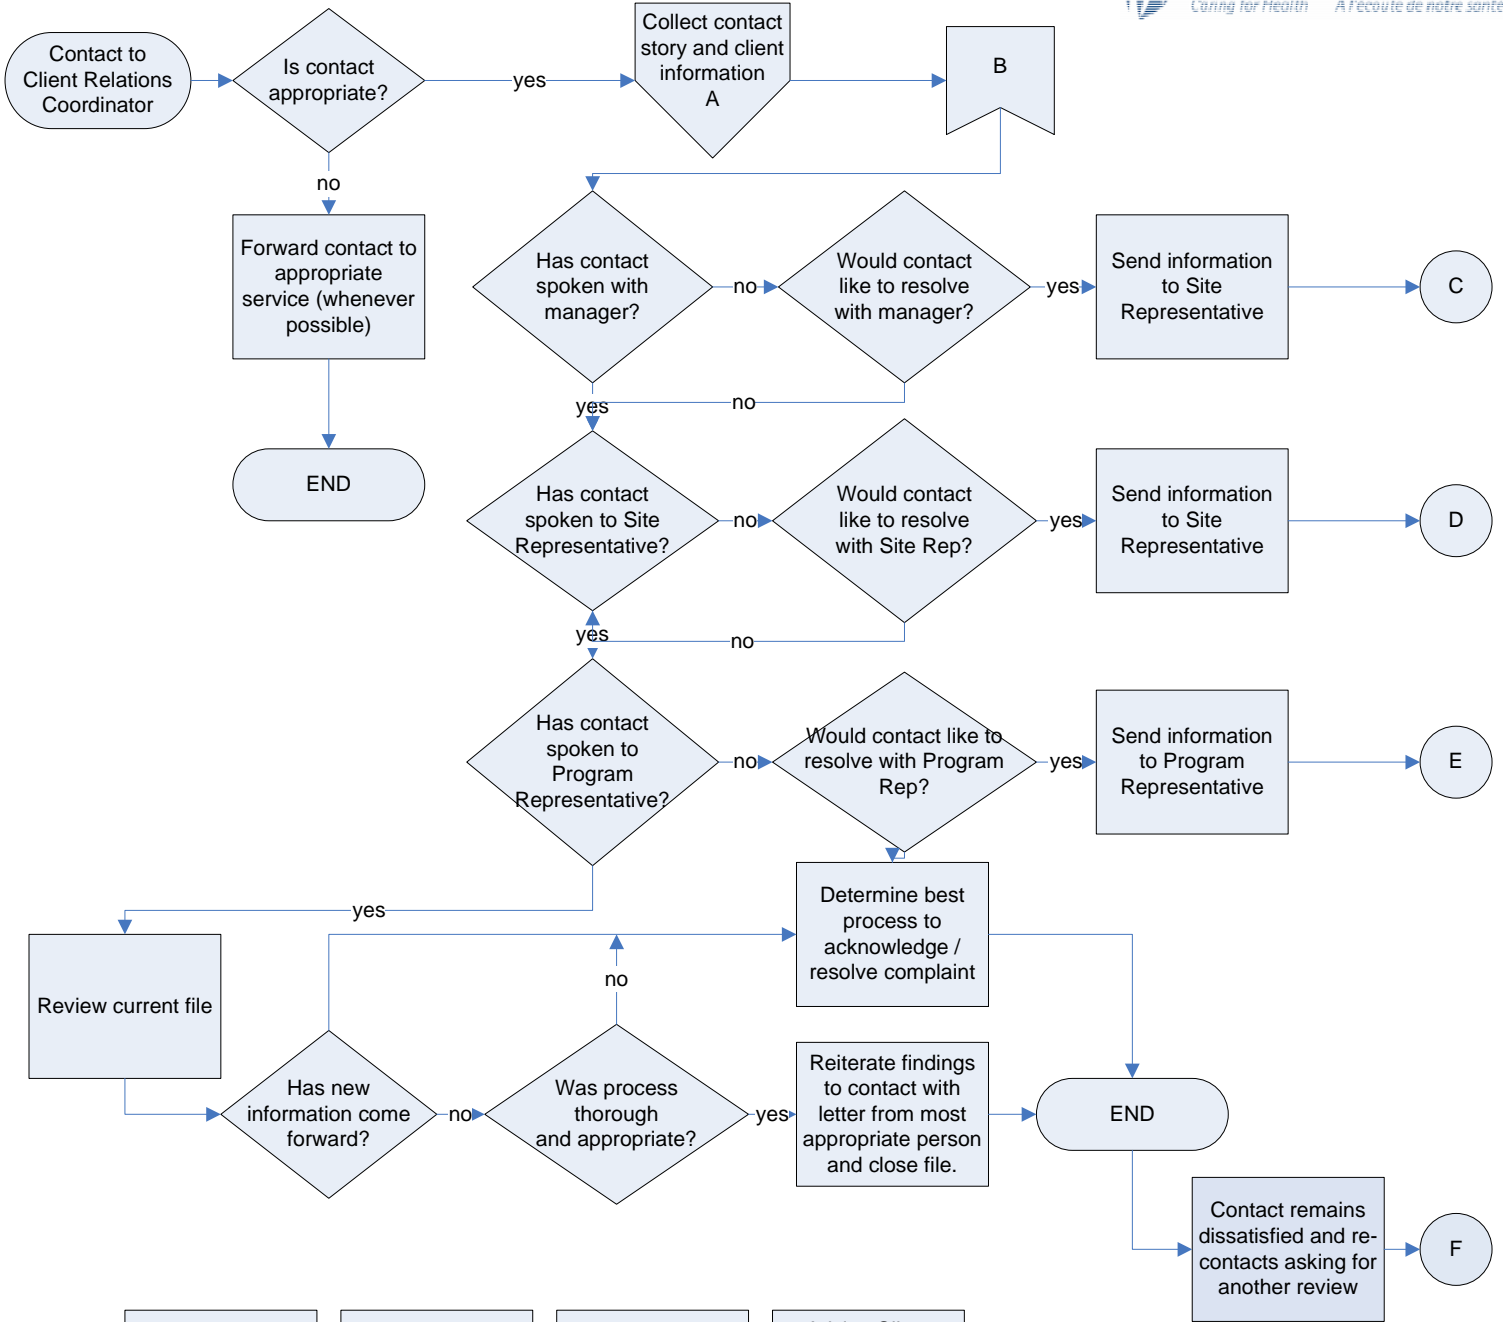 Caring for Health    À l'écoute de notre santé
Contact to
Client Relations
Coordinator
Is contact
appropriate?
yes
Collect contact
story and client
information
A
B
no
Forward contact to
appropriate
service (whenever
possible)
END
Has contact
spoken with
manager?
no
Would contact
like to resolve
with manager?
yes
Send information
to Site
Representative
C
yes
no
Has contact
spoken to Site
Representative?
no
Would contact
like to resolve
with Site Rep?
yes
Send information
to Site
Representative
D
yes
no
Has contact
spoken to
Program
Representative?
no
Would contact like to
resolve with Program
Rep?
yes
Send information
to Program
Representative
E
yes
Determine best
process to
acknowledge /
resolve complaint
Review current file
no
Has new
information come
forward?
no
Was process
thorough
and appropriate?
yes
Reiterate findings
to contact with
letter from most
appropriate person
and close file.
END
Contact remains
dissatisfied and re-
contacts asking for
another review
F